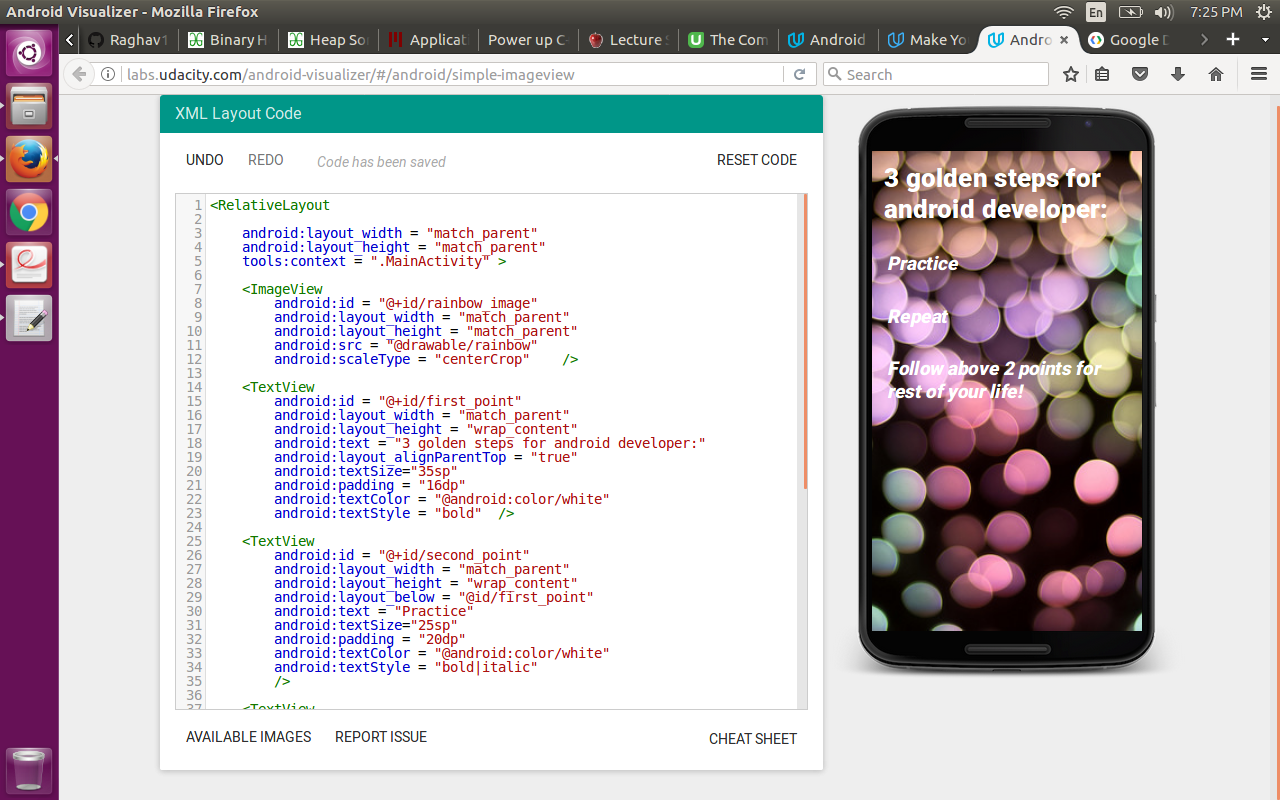 Android Visualizer - Mozilla Firefox
En
7:25 PM
Raghav1
Binary H
Heap So
Applicat
Power up C
Lecture S
The Com
Android
Make Yo
Andro
Google D
labs.udacity.com/android-visualizer/#/android/simple-imageview
Search
XML Layout Code
UNDO REDO Code has been saved RESET CODE
1 <RelativeLayout
2
3 android:layout_width = "match_parent"
4 android:layout_height = "match_parent"
5 tools:context = ".MainActivity" >
6
7 <ImageView
8 android:id = "@+id/rainbow_image"
9 android:layout_width = "match_parent"
10 android:layout_height = "match_parent"
11 android:src = "@drawable/rainbow"
12 android:scaleType = "centerCrop" />
13
14 <TextView
15 android:id = "@+id/first_point"
16 android:layout_width = "match_parent"
17 android:layout_height = "wrap_content"
18 android:text = "3 golden steps for android developer:"
19 android:layout_alignParentTop = "true"
20 android:textSize="35sp"
21 android:padding = "16dp"
22 android:textColor = "@android:color/white"
23 android:textStyle = "bold" />
24
25 <TextView
26 android:id = "@+id/second_point"
27 android:layout_width = "match_parent"
28 android:layout_height = "wrap_content"
29 android:layout_below = "@id/first_point"
30 android:text = "Practice"
31 android:textSize="25sp"
32 android:padding = "20dp"
33 android:textColor = "@android:color/white"
34 android:textStyle = "bold|italic"
35 />
36
37 <TextView
AVAILABLE IMAGES REPORT ISSUE CHEAT SHEET
3 golden steps for
android developer:
Practice
Repeat
Follow above 2 points for
rest of your life!